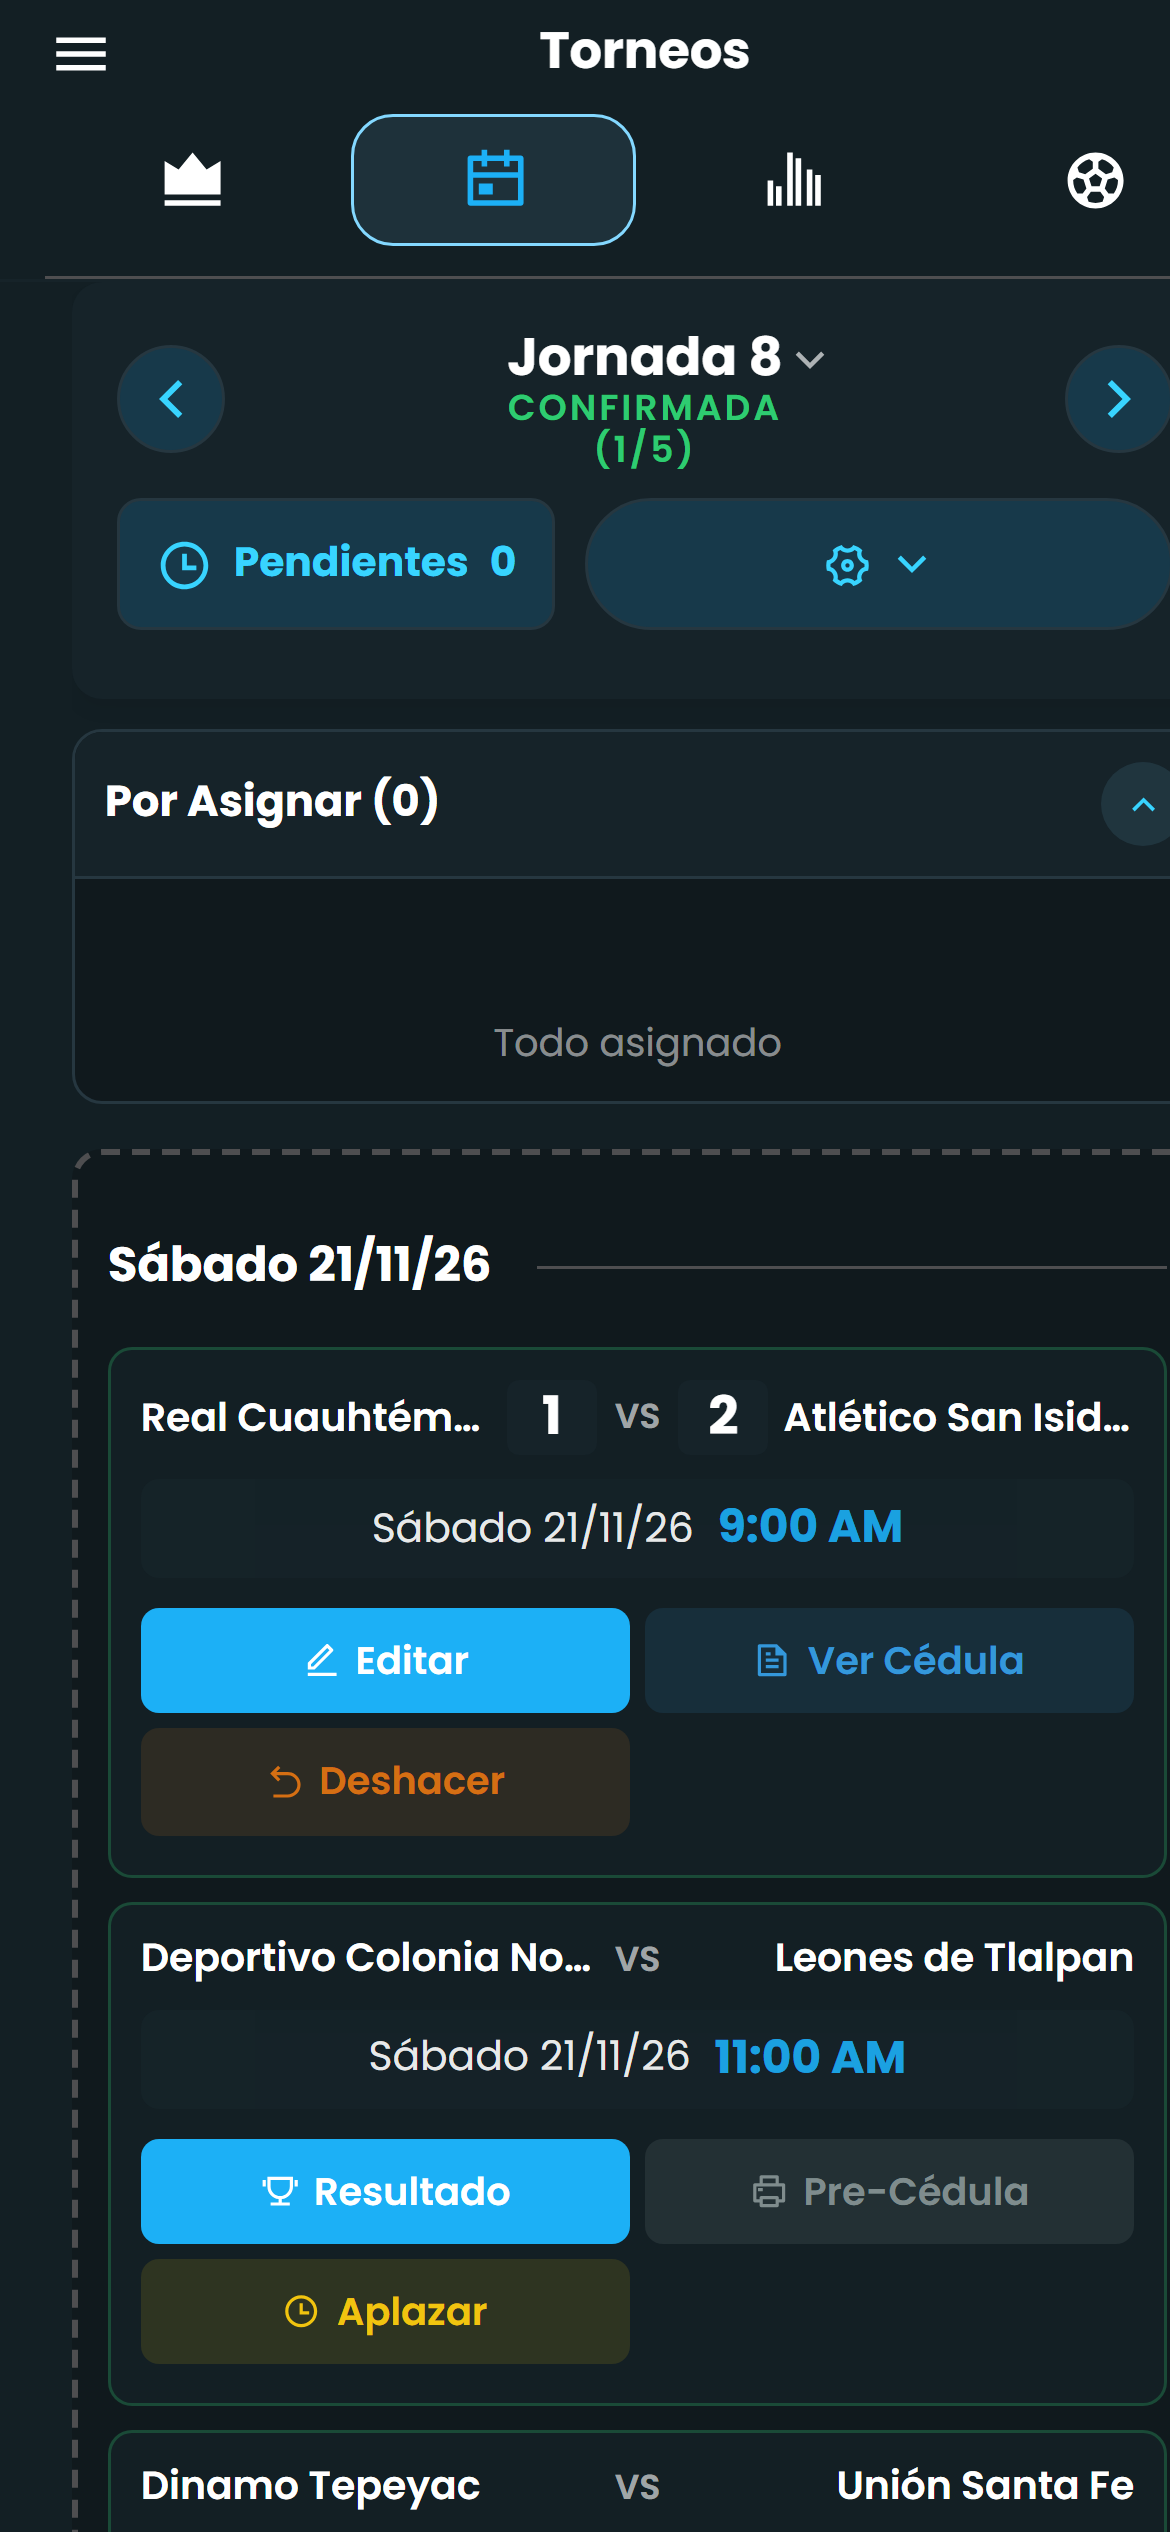 Torneos
Jornada 8
CONFIRMADA
(1/5)
Pendientes 0
Por Asignar (0)
Todo asignado
Sábado 21/11/26
Real Cuauhtém... 1 VS 2 Atlético San Isid...
Sábado 21/11/26 9:00 AM
Editar Ver Cédula
Deshacer
Deportivo Colonia No... VS Leones de Tlalpan
Sábado 21/11/26 11:00 AM
Resultado Pre-Cédula
Aplazar
Dinamo Tepeyac VS Unión Santa Fe